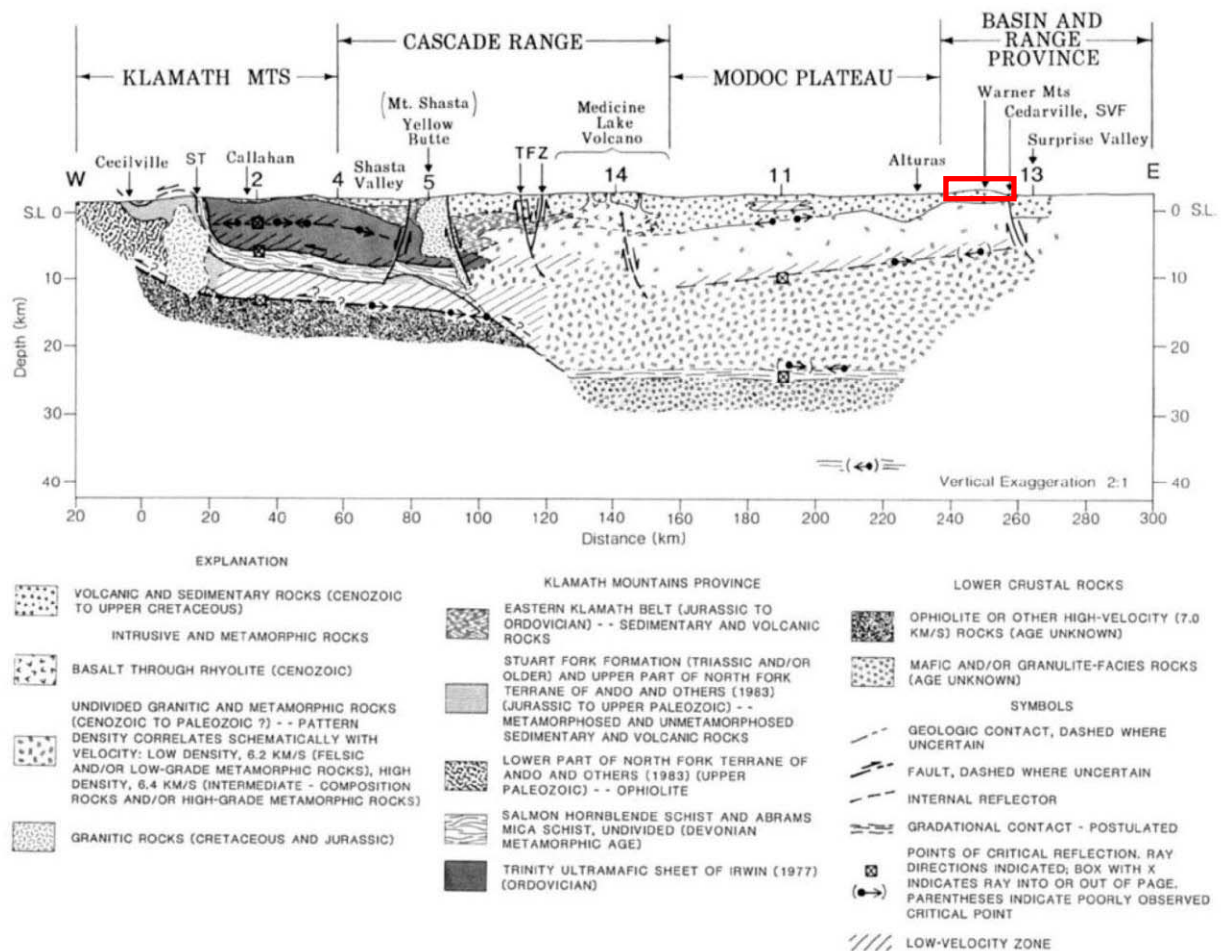 BASIN AND
RANGE
PROVINCE
CASCADE RANGE
KLAMATH MTS
MODOC PLATEAU
Warner Mts
(Mt. Shasta)
Yellow
Butte
Medicine
Lake
Volcano
Cedarville, SVF
Surprise Valley
Cecilville
ST
Callahan
Shasta
Valley
TFZ
Alturas
W
2
4
5
14
11
13
E
S.L. 0
0 S.L.
10
10
20
20
30
30
40
40
Depth (km)
(km)
? ?
?
Vertical Exaggeration 2:1
20 0 20 40 60 80 100 120 140 160 180 200 220 240 260 280 300
Distance (km)
EXPLANATION
VOLCANIC AND SEDIMENTARY ROCKS (CENOZOIC
TO UPPER CRETACEOUS)
INTRUSIVE AND METAMORPHIC ROCKS
BASALT THROUGH RHYOLITE (CENOZOIC)
UNDIVIDED GRANITIC AND METAMORPHIC ROCKS
(CENOZOIC TO PALEOZOIC ?) -- PATTERN
DENSITY CORRELATES SCHEMATICALLY WITH
VELOCITY: LOW DENSITY, 6.2 KM/S (FELSIC
AND/OR LOW-GRADE METAMORPHIC ROCKS), HIGH
DENSITY, 6.4 KM/S (INTERMEDIATE - COMPOSITION
ROCKS AND/OR HIGH-GRADE METAMORPHIC ROCKS)
GRANITIC ROCKS (CRETACEOUS AND JURASSIC)
KLAMATH MOUNTAINS PROVINCE
EASTERN KLAMATH BELT (JURASSIC TO
ORDOVICIAN) -- SEDIMENTARY AND VOLCANIC
ROCKS
STUART FORK FORMATION (TRIASSIC AND/OR
OLDER) AND UPPER PART OF NORTH FORK
TERRANE OF ANDO AND OTHERS (1983)
(JURASSIC TO UPPER PALEOZOIC) --
METAMORPHOSED AND UNMETAMORPHOSED
SEDIMENTARY AND VOLCANIC ROCKS
LOWER PART OF NORTH FORK TERRANE OF
ANDO AND OTHERS (1983) (UPPER
PALEOZOIC) -- OPHIOLITE
SALMON HORNBLENDE SCHIST AND ABRAMS
MICA SCHIST, UNDIVIDED (DEVONIAN
METAMORPHIC AGE)
TRINITY ULTRAMAFIC SHEET OF IRWIN (1977)
(ORDOVICIAN)
LOWER CRUSTAL ROCKS
OPHIOLITE OR OTHER HIGH-VELOCITY (7.0
KM/S) ROCKS (AGE UNKNOWN)
MAFIC AND/OR GRANULITE-FACIES ROCKS
(AGE UNKNOWN)
SYMBOLS
GEOLOGIC CONTACT, DASHED WHERE
UNCERTAIN
FAULT, DASHED WHERE UNCERTAIN
INTERNAL REFLECTOR
GRADATIONAL CONTACT - POSTULATED
POINTS OF CRITICAL REFLECTION. RAY
DIRECTIONS INDICATED; BOX WITH X
INDICATES RAY INTO OR OUT OF PAGE.
PARENTHESES INDICATE POORLY OBSERVED
CRITICAL POINT
LOW-VELOCITY ZONE